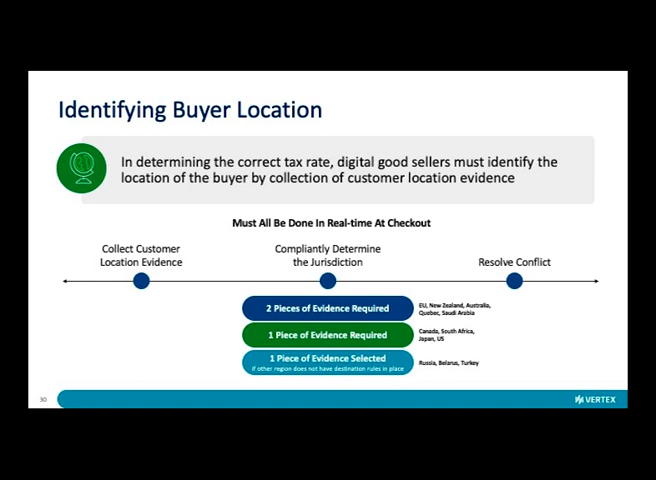 Identifying Buyer Location
In determining the correct tax rate, digital good sellers must identify the
location of the buyer by collection of customer location evidence
Must All Be Done In Real-time At Checkout
Collect Customer
Location Evidence
Compliantly Determine
the Jurisdiction
Resolve Conflict
2 Pieces of Evidence Required
EU, New Zealand, Australia,
Quebec, Saudi Arabia
1 Piece of Evidence Required
Canada, South Africa,
Japan, US
1 Piece of Evidence Selected
If other region does not have destination rules in place
Russia, Belarus, Turkey
30
VERTEX